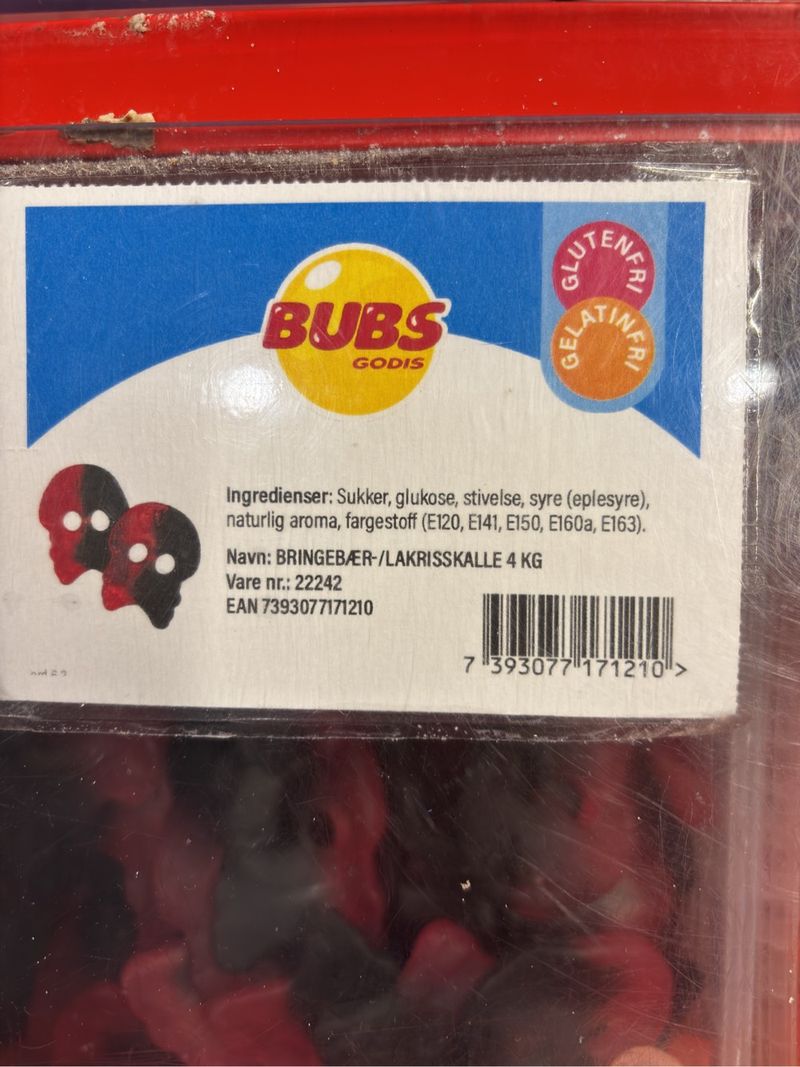 BUBS
GODIS
GLUTENFRI
GELATINFRI
Ingredienser: Sukker, glukose, stivelse, syre (eplesyre),
naturlig aroma, fargestoff (E120, E141, E150, E160a, E163).
Navn: BRINGEBÆR-/LAKRISSKALLE 4 KG
Vare nr.: 22242
EAN 7393077171210
7 393077 171210 >